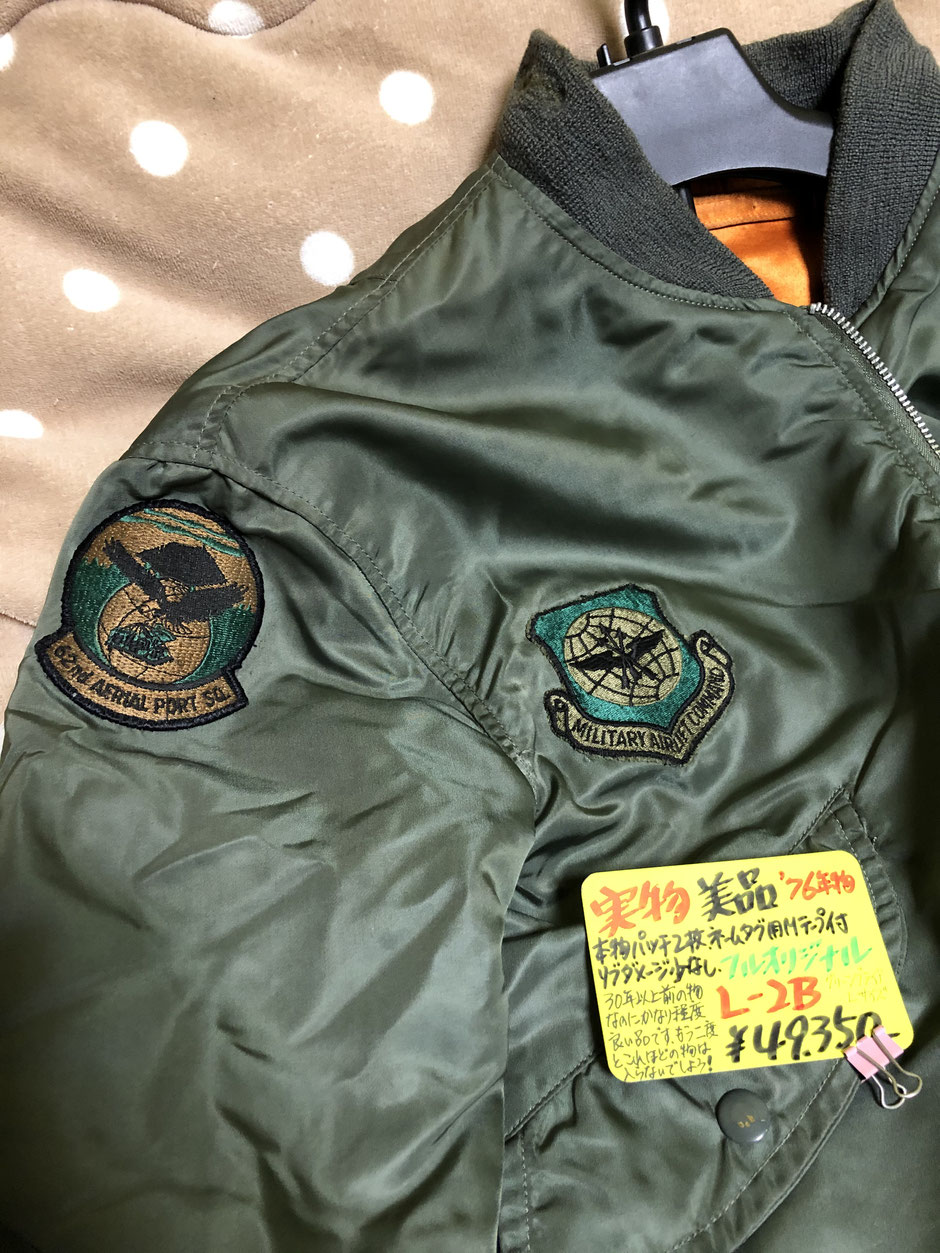 62nd AERIAL PORT SQ.
MILITARY AIRLIFT COMMAND
実物 美品 '76年物
本物パッチ2枚 ネームタグ用Mテープ付
リブダメージ少なし. フルオリジナル
L-2B
¥49.350-
30年以上前の物
なのにかなり程度
良い品です。もう二度
とこれほどの物は
入らないでしょう!